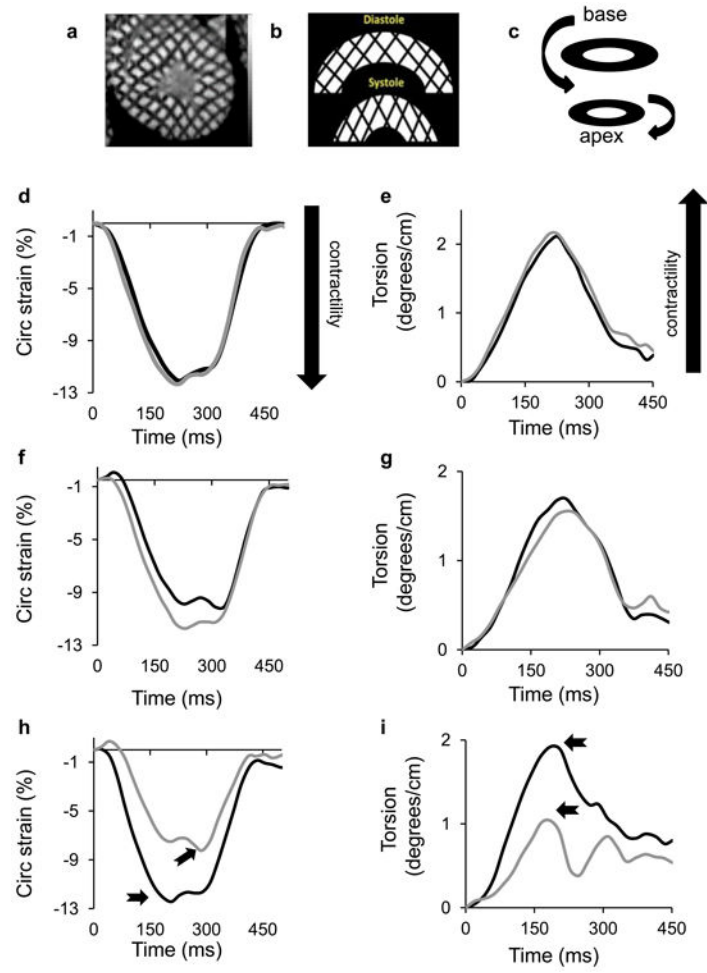 a
b
Diastole
Systole
c
base
apex
d
Circ strain (%)
-1
-5
-9
-13
0 150 300 450
Time (ms)
contractility
e
Torsion
(degrees/cm)
2
1
0
0 150 300 450
Time (ms)
contractility
f
Circ strain (%)
-1
-5
-9
-13
0 150 300 450
Time (ms)
g
Torsion
(degrees/cm)
2
1
0
0 150 300 450
Time (ms)
h
Circ strain (%)
-1
-5
-9
-13
0 150 300 450
Time (ms)
i
Torsion
(degrees/cm)
2
1
0
0 150 300 450
Time (ms)